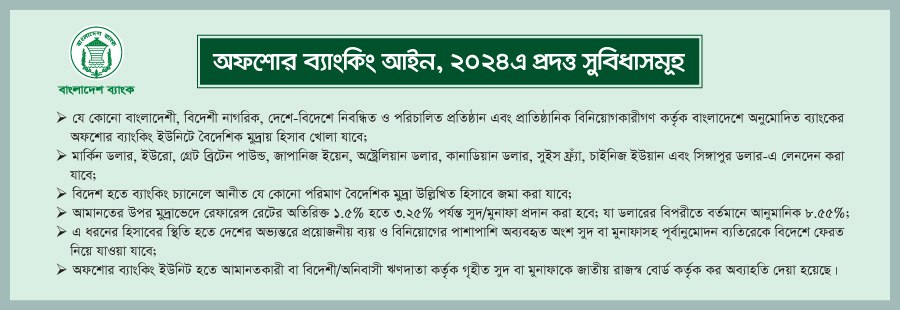 বাংলাদেশ ব্যাংক
অফশোর ব্যাংকিং আইন, ২০২৪এ প্রদত্ত সুবিধাসমূহ
বাংলাদেশ ব্যাংক
➢ যে কোনো বাংলাদেশী, বিদেশী নাগরিক, দেশে-বিদেশে নিবন্ধিত ও পরিচালিত প্রতিষ্ঠান এবং প্রাতিষ্ঠানিক বিনিয়োগকারীগণ কর্তৃক বাংলাদেশে অনুমোদিত ব্যাংকের
অফশোর ব্যাংকিং ইউনিটে বৈদেশিক মুদ্রায় হিসাব খোলা যাবে;
➢ মার্কিন ডলার, ইউরো, গ্রেট ব্রিটেন পাউন্ড, জাপানিজ ইয়েন, অস্ট্রেলিয়ান ডলার, কানাডিয়ান ডলার, সুইস ফ্র্যাঁ, চাইনিজ ইউয়ান এবং সিঙ্গাপুর ডলার-এ লেনদেন করা
যাবে;
➢ বিদেশ হতে ব্যাংকিং চ্যানেলে আনীত যে কোনো পরিমাণ বৈদেশিক মুদ্রা উল্লিখিত হিসাবে জমা করা যাবে;
➢ আমানতের উপর মুদ্রাভেদে রেফারেন্স রেটের অতিরিক্ত ১.৫% হতে ৩.২৫% পর্যন্ত সুদ/মুনাফা প্রদান করা হবে; যা ডলারের বিপরীতে বর্তমানে আনুমানিক ৮.৫৫%;
➢ এ ধরনের হিসাবের স্থিতি হতে দেশের অভ্যন্তরে প্রয়োজনীয় ব্যয় ও বিনিয়োগের পাশাপাশি অব্যবহৃত অংশ সুদ বা মুনাফাসহ পূর্বানুমোদন ব্যতিরেকে বিদেশে ফেরত
নিয়ে যাওয়া যাবে;
➢ অফশোর ব্যাংকিং ইউনিট হতে আমানতকারী বা বিদেশী/অনিবাসী ঋণদাতা কর্তৃক গৃহীত সুদ বা মুনাফাকে জাতীয় রাজস্ব বোর্ড কর্তৃক কর অব্যাহতি দেয়া হয়েছে।